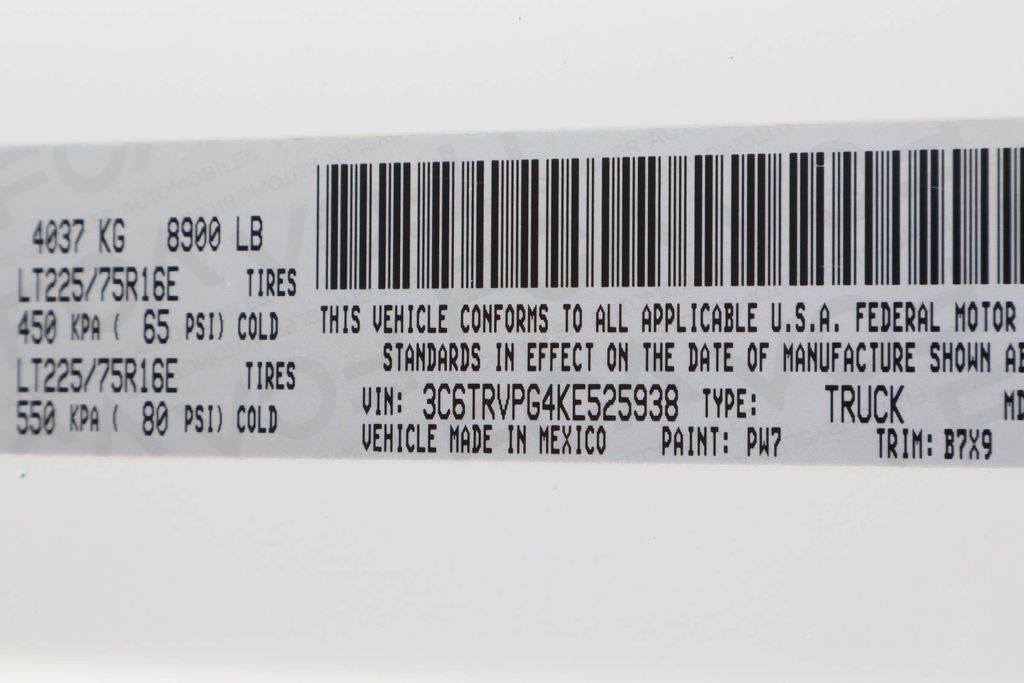 4037 KG 8900 LB
LT225/75R16E TIRES
450 KPA ( 65 PSI) COLD
LT225/75R16E TIRES
550 KPA ( 80 PSI) COLD
THIS VEHICLE CONFORMS TO ALL APPLICABLE U.S.A. FEDERAL MOTOR
STANDARDS IN EFFECT ON THE DATE OF MANUFACTURE SHOWN
VIN: 3C6TRVPG4KE525938 TYPE: TRUCK
VEHICLE MADE IN MEXICO PAINT: PW7 TRIM: B7X9